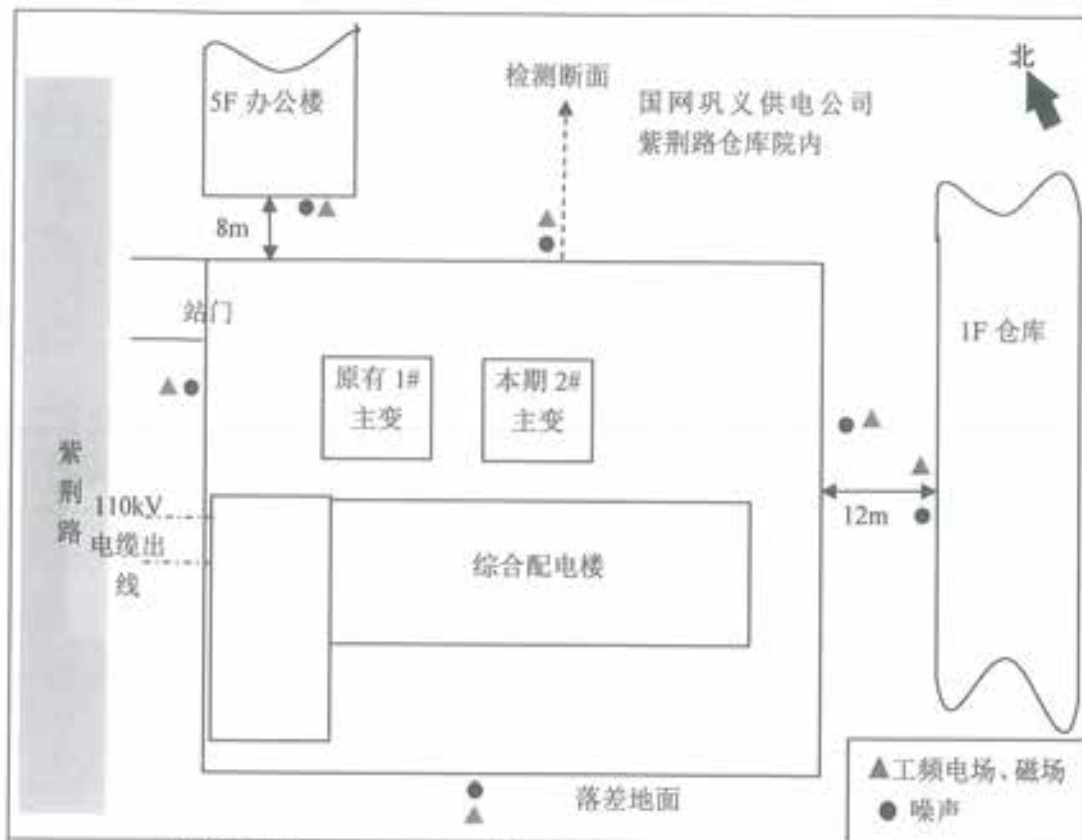 北
检测断面
国网巩义供电公司
紫荆路仓库院内
5F 办公楼
8m
站门
1F 仓库
原有 1#
主变
本期 2#
主变
紫荆路
110kV
电缆出
线
12m
综合配电楼
落差地面
工频电场、磁场
噪声